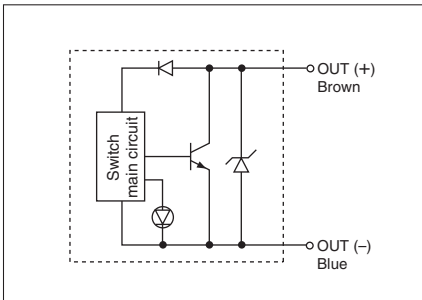 Switch
main circuit
OUT (+)
Brown
OUT (–)
Blue